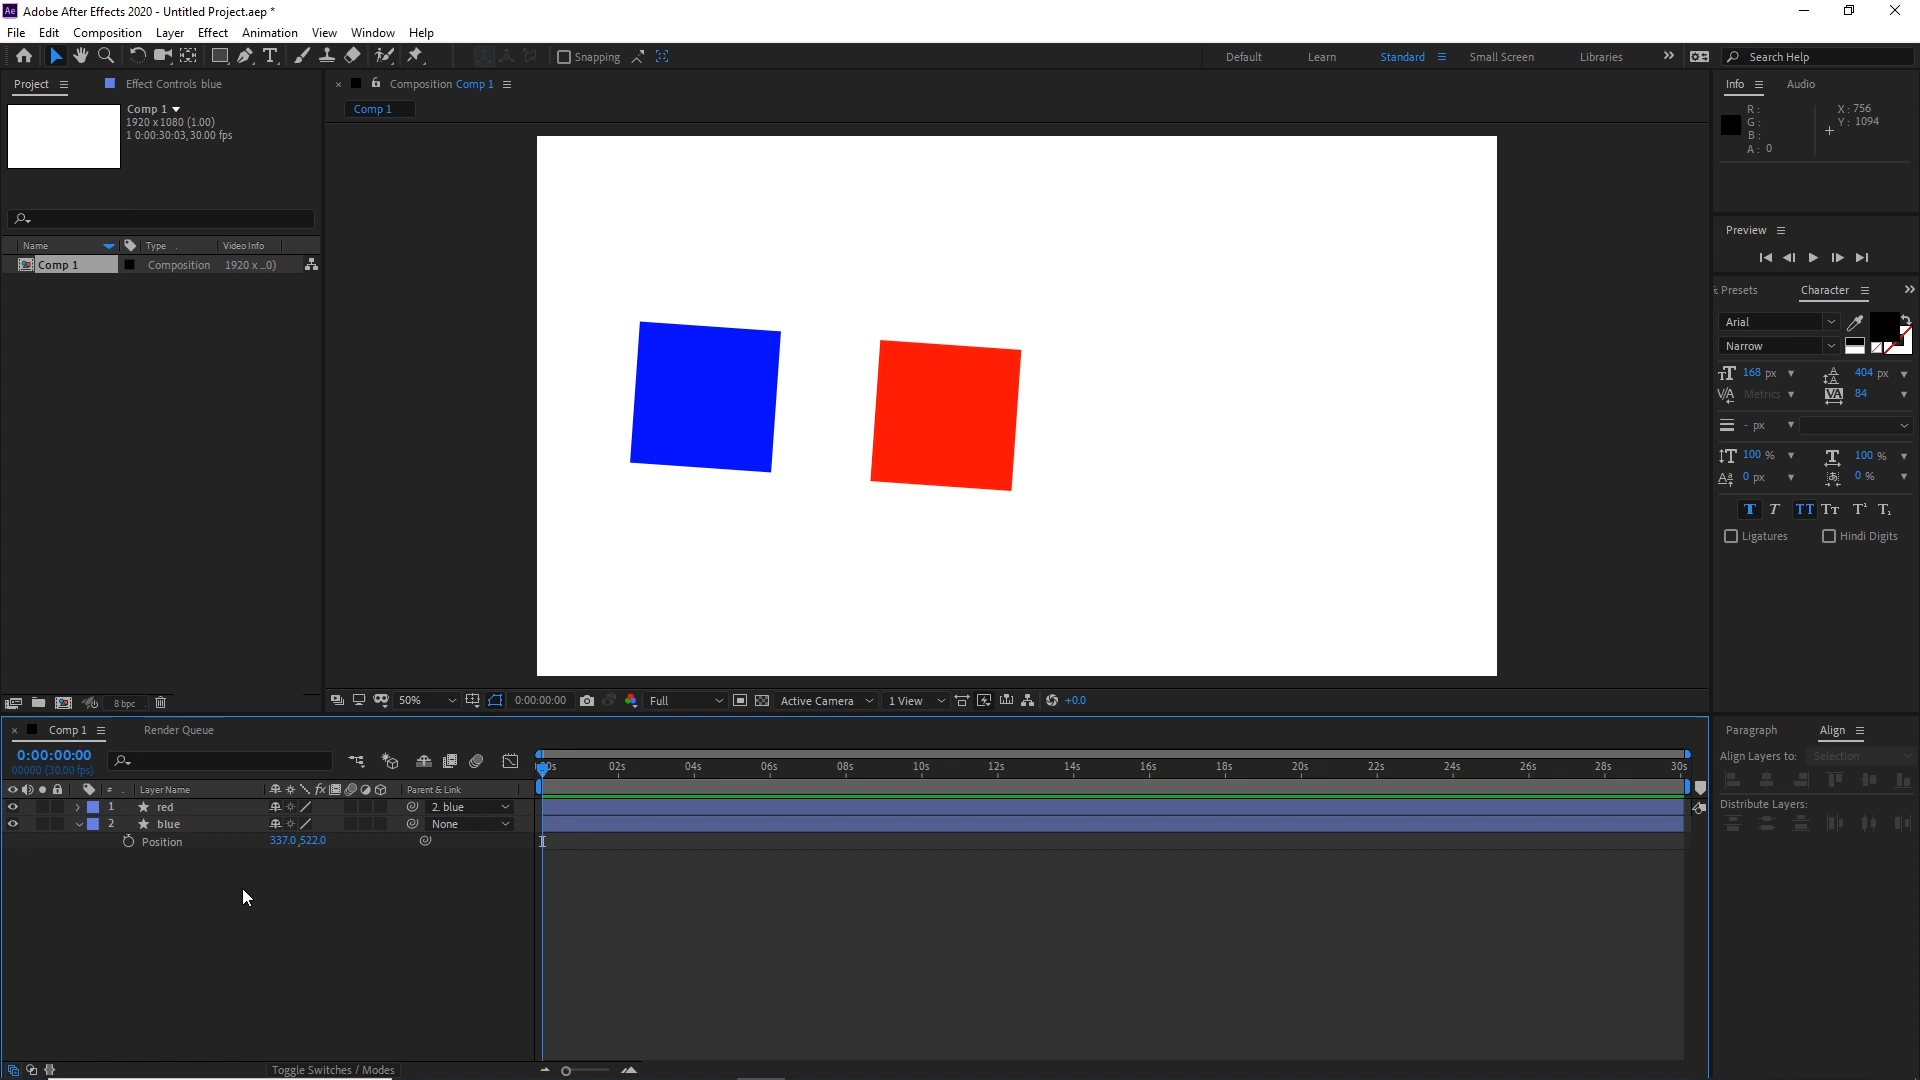 Ae Adobe After Effects 2020 - Untitled Project.aep *
File Edit Composition Layer Effect Animation View Window Help
Snapping Default Learn Standard Small Screen Libraries Search Help
Project Effect Controls blue Composition Comp 1 Info Audio
Comp 1
1920 x 1080 (1.00)
1 0:00:30:03, 30.00 fps
Comp 1
R:
G:
B:
A: 0
X: 756
Y: 1094
Preview
Name Type Video Info
Comp 1 Composition 1920 x ...0)
Presets Character
Arial
Narrow
168 px 404 px
Metrics 84
- px
100 % 100 %
0 px 0 %
T T TT Tт T¹ T₁
Ligatures Hindi Digits
8 bpc
50% 0:00:00:00 Full Active Camera 1 View +0.0
Comp 1 Render Queue
Paragraph Align
0:00:00:00
00000 (30.00 fps)
02s 04s 06s 08s 10s 12s 14s 16s 18s 20s 22s 24s 26s 28s 30s
Align Layers to: Selection
# Layer Name fx Parent & Link
1 red 2. blue
2 blue None
Distribute Layers:
Position 337.0,522.0
Toggle Switches / Modes